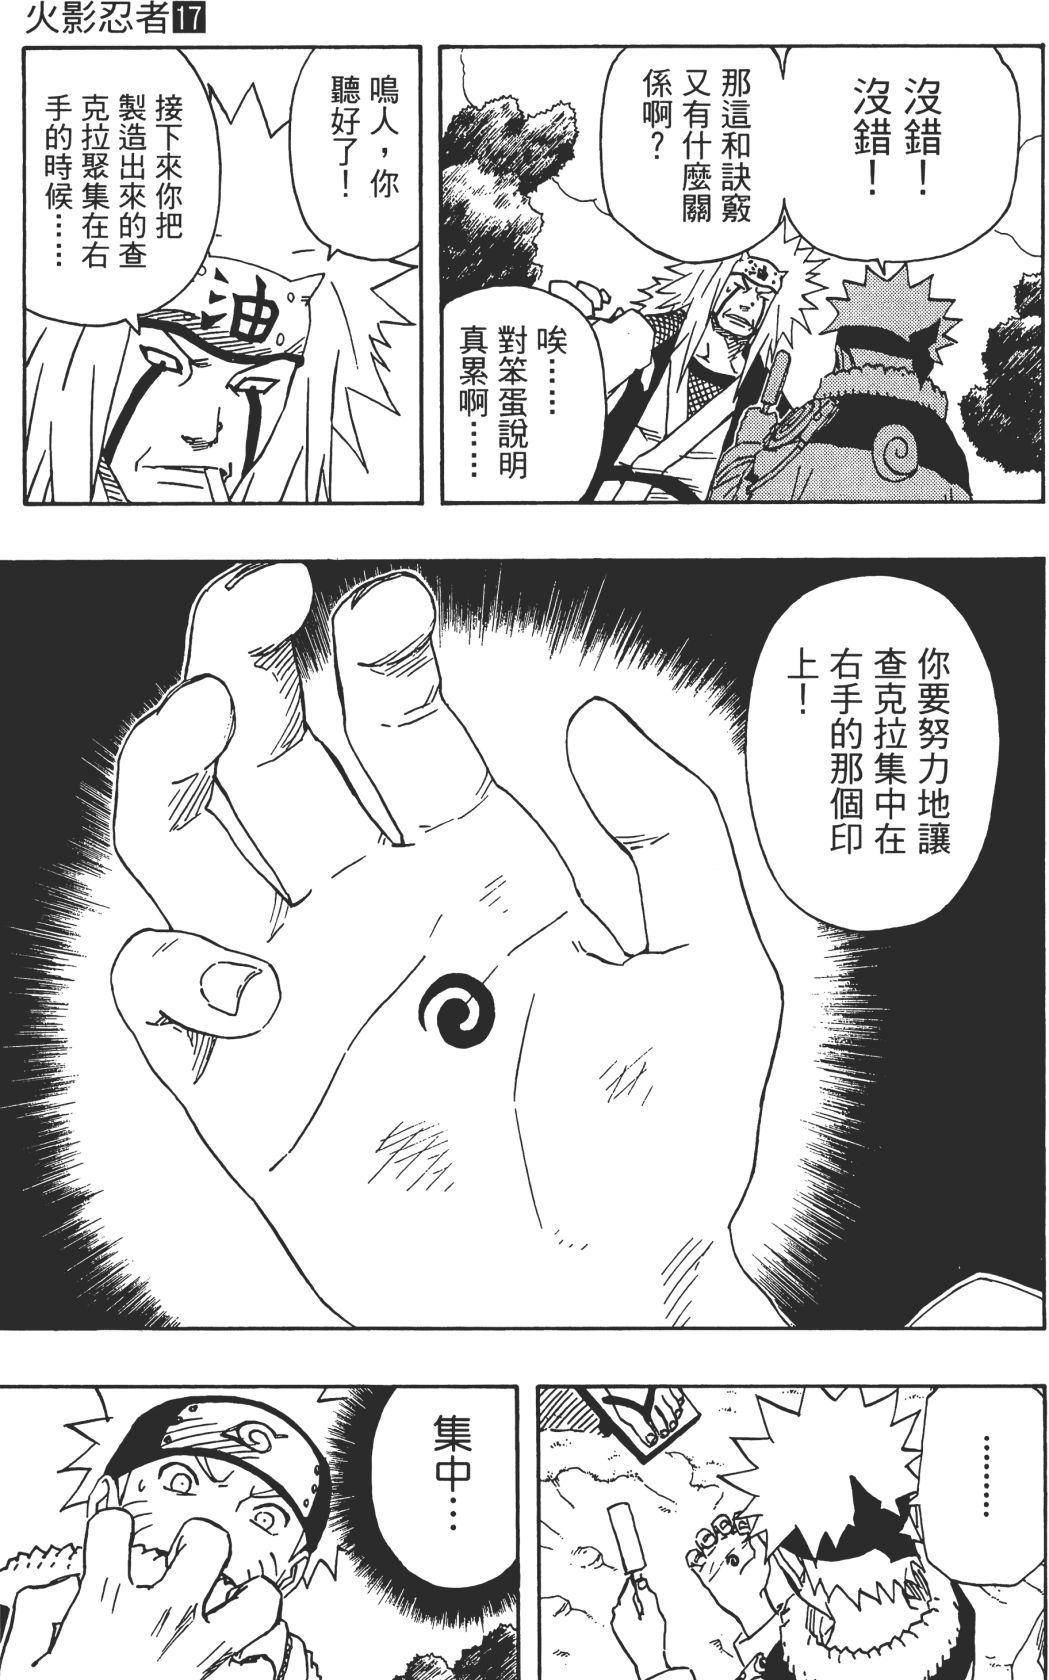 火影忍者17
沒錯！
沒錯！
那這和訣竅
又有什麼關
係啊？
唉……
對笨蛋說明
真累啊……
鳴人，你
聽好了！
接下來你把
製造出來的查
克拉聚集在右
手的時候……
油
你要努力地讓
查克拉集中在
右手的那個印
上！
………
集中…